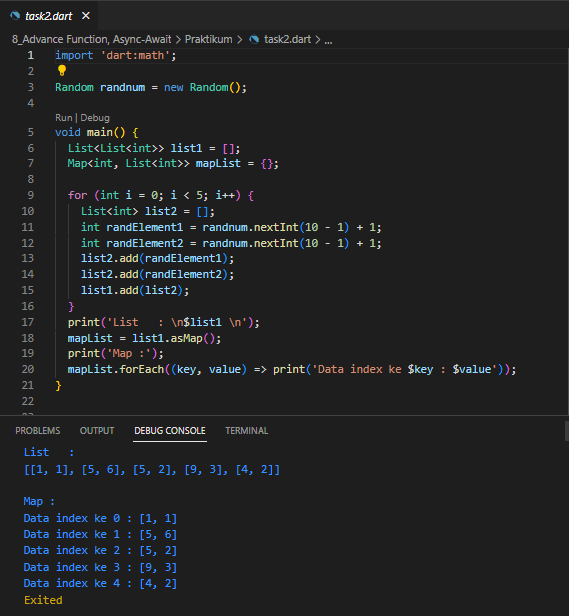 task2.dart ×
8_Advance Function, Async-Await > Praktikum > task2.dart > ...
1 import 'dart:math';
2
3 Random randnum = new Random();
4
Run | Debug
5 void main() {
6   List<List<int>> list1 = [];
7   Map<int, List<int>> mapList = {};
8
9   for (int i = 0; i < 5; i++) {
10     List<int> list2 = [];
11     int randElement1 = randnum.nextInt(10 - 1) + 1;
12     int randElement2 = randnum.nextInt(10 - 1) + 1;
13     list2.add(randElement1);
14     list2.add(randElement2);
15     list1.add(list2);
16   }
17   print('List   : \n$list1 \n');
18   mapList = list1.asMap();
19   print('Map :');
20   mapList.forEach((key, value) => print('Data index ke $key : $value'));
21 }
22
PROBLEMS OUTPUT DEBUG CONSOLE TERMINAL
List   :
[[1, 1], [5, 6], [5, 2], [9, 3], [4, 2]]
Map :
Data index ke 0 : [1, 1]
Data index ke 1 : [5, 6]
Data index ke 2 : [5, 2]
Data index ke 3 : [9, 3]
Data index ke 4 : [4, 2]
Exited